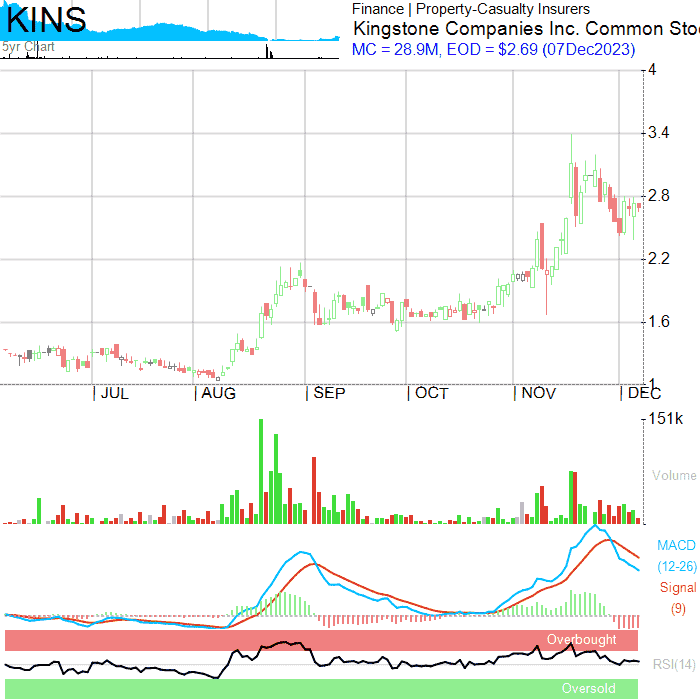 KINS
5yr Chart
Finance | Property-Casualty Insurers
Kingstone Companies Inc. Common Sto
MC = 28.9M, EOD = $2.69 (07Dec2023)
4
3.4
2.8
2.2
1.6
1
JUL AUG SEP OCT NOV DEC
151k
Volume
MACD
(12-26)
Signal
(9)
Overbought
RSI(14)
Oversold